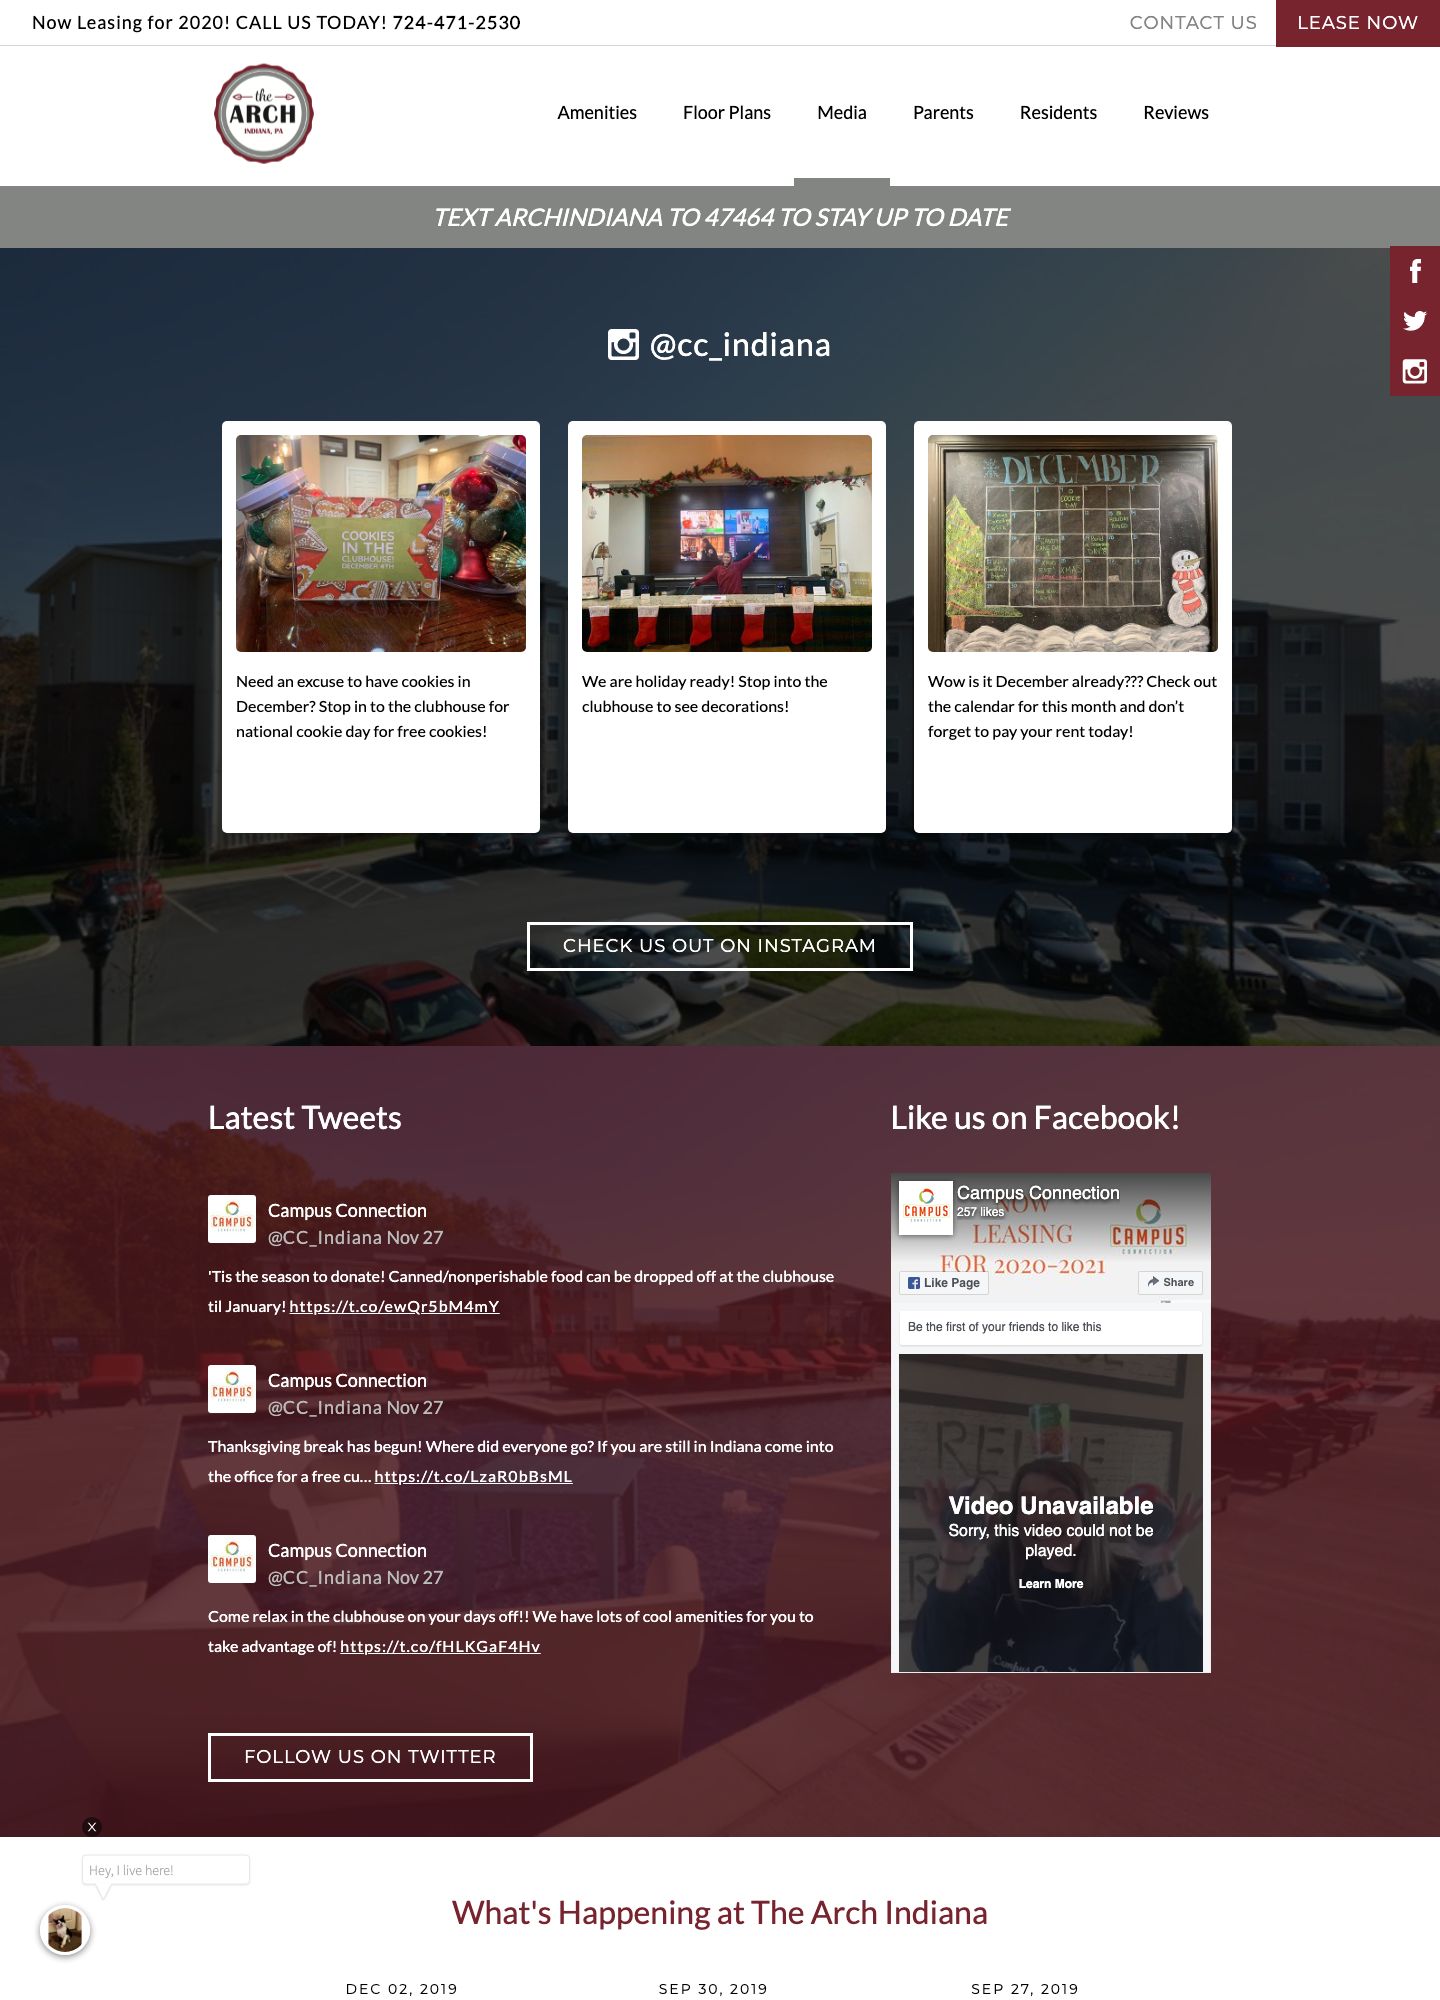 Now Leasing for 2020! CALL US TODAY! 724-471-2530
CONTACT US
LEASE NOW
the
ARCH
INDIANA, PA
Amenities
Floor Plans
Media
Parents
Residents
Reviews
TEXT ARCHINDIANA TO 47464 TO STAY UP TO DATE
@cc_indiana
COOKIES
IN THE
CLUBHOUSE!
DECEMBER 4TH
DECEMBER
COOKIE
DAY
Need an excuse to have cookies in
December? Stop in to the clubhouse for
national cookie day for free cookies!
We are holiday ready! Stop into the
clubhouse to see decorations!
Wow is it December already??? Check out
the calendar for this month and don't
forget to pay your rent today!
CHECK US OUT ON INSTAGRAM
Latest Tweets
Campus Connection
@CC_Indiana Nov 27
'Tis the season to donate! Canned/nonperishable food can be dropped off at the clubhouse
til January! https://t.co/ewQr5bM4mY
Campus Connection
@CC_Indiana Nov 27
Thanksgiving break has begun! Where did everyone go? If you are still in Indiana come into
the office for a free cu... https://t.co/LzaR0bBsML
Campus Connection
@CC_Indiana Nov 27
Come relax in the clubhouse on your days off!! We have lots of cool amenities for you to
take advantage of! https://t.co/fHLKGaF4Hv
FOLLOW US ON TWITTER
Like us on Facebook!
CAMPUS
CONNECTION
Campus Connection
257 likes
NOW
LEASING
FOR 2020-2021
CAMPUS
CONNECTION
Like Page
Share
Be the first of your friends to like this
Video Unavailable
Sorry, this video could not be
played.
Learn More
X
Hey, I live here!
What's Happening at The Arch Indiana
DEC 02, 2019
SEP 30, 2019
SEP 27, 2019